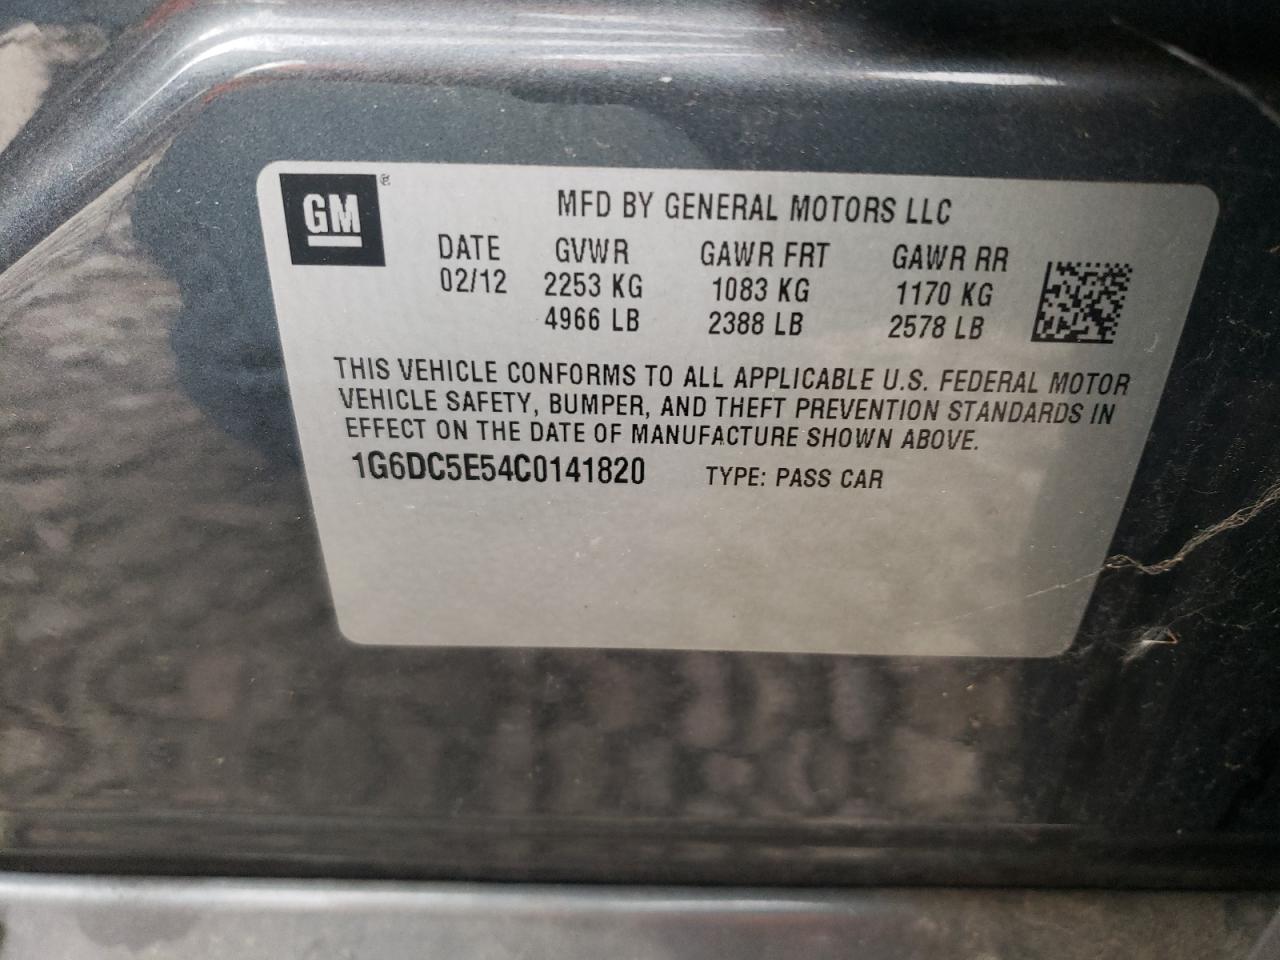 GM®
MFD BY GENERAL MOTORS LLC
DATE GVWR GAWR FRT GAWR RR
02/12 2253 KG 1083 KG 1170 KG
4966 LB 2388 LB 2578 LB
THIS VEHICLE CONFORMS TO ALL APPLICABLE U.S. FEDERAL MOTOR
VEHICLE SAFETY, BUMPER, AND THEFT PREVENTION STANDARDS IN
EFFECT ON THE DATE OF MANUFACTURE SHOWN ABOVE.
1G6DC5E54C0141820 TYPE: PASS CAR